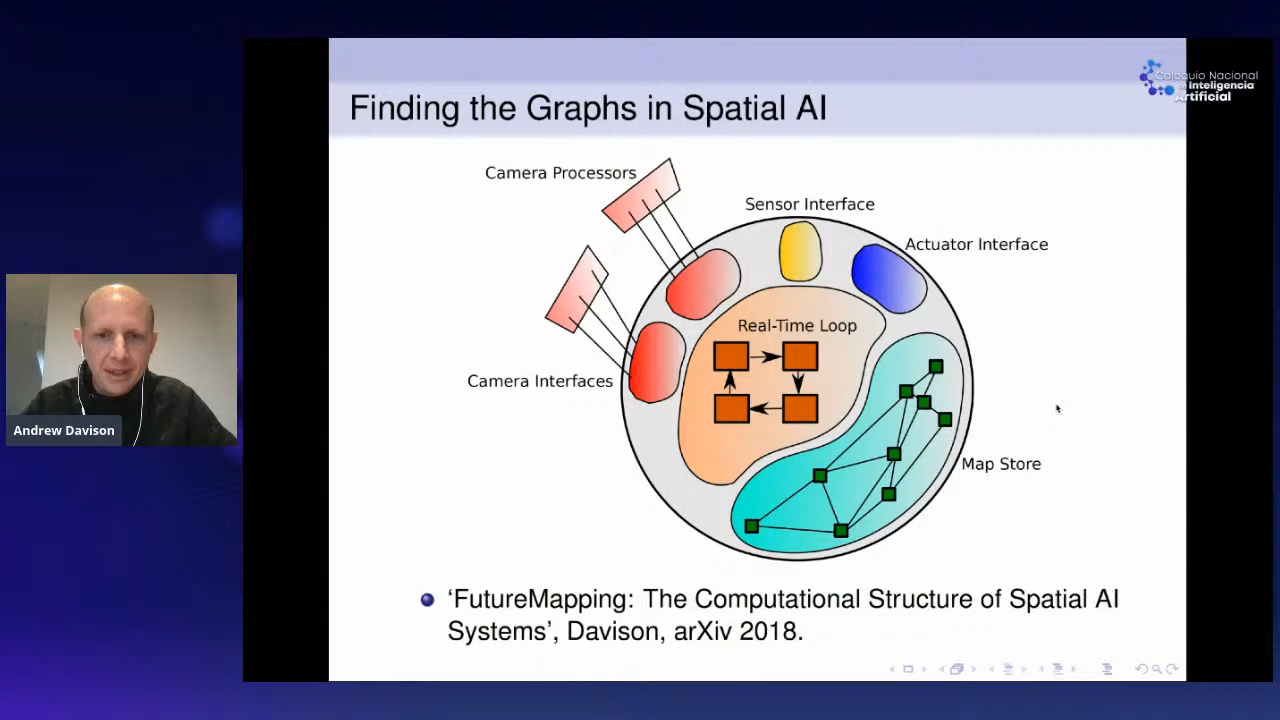 Coloquio Nacional
en Inteligencia
Artificial
Finding the Graphs in Spatial AI
Camera Processors
Sensor Interface
Actuator Interface
Real-Time Loop
Camera Interfaces
Andrew Davison
Map Store
‘FutureMapping: The Computational Structure of Spatial AI
Systems’, Davison, arXiv 2018.